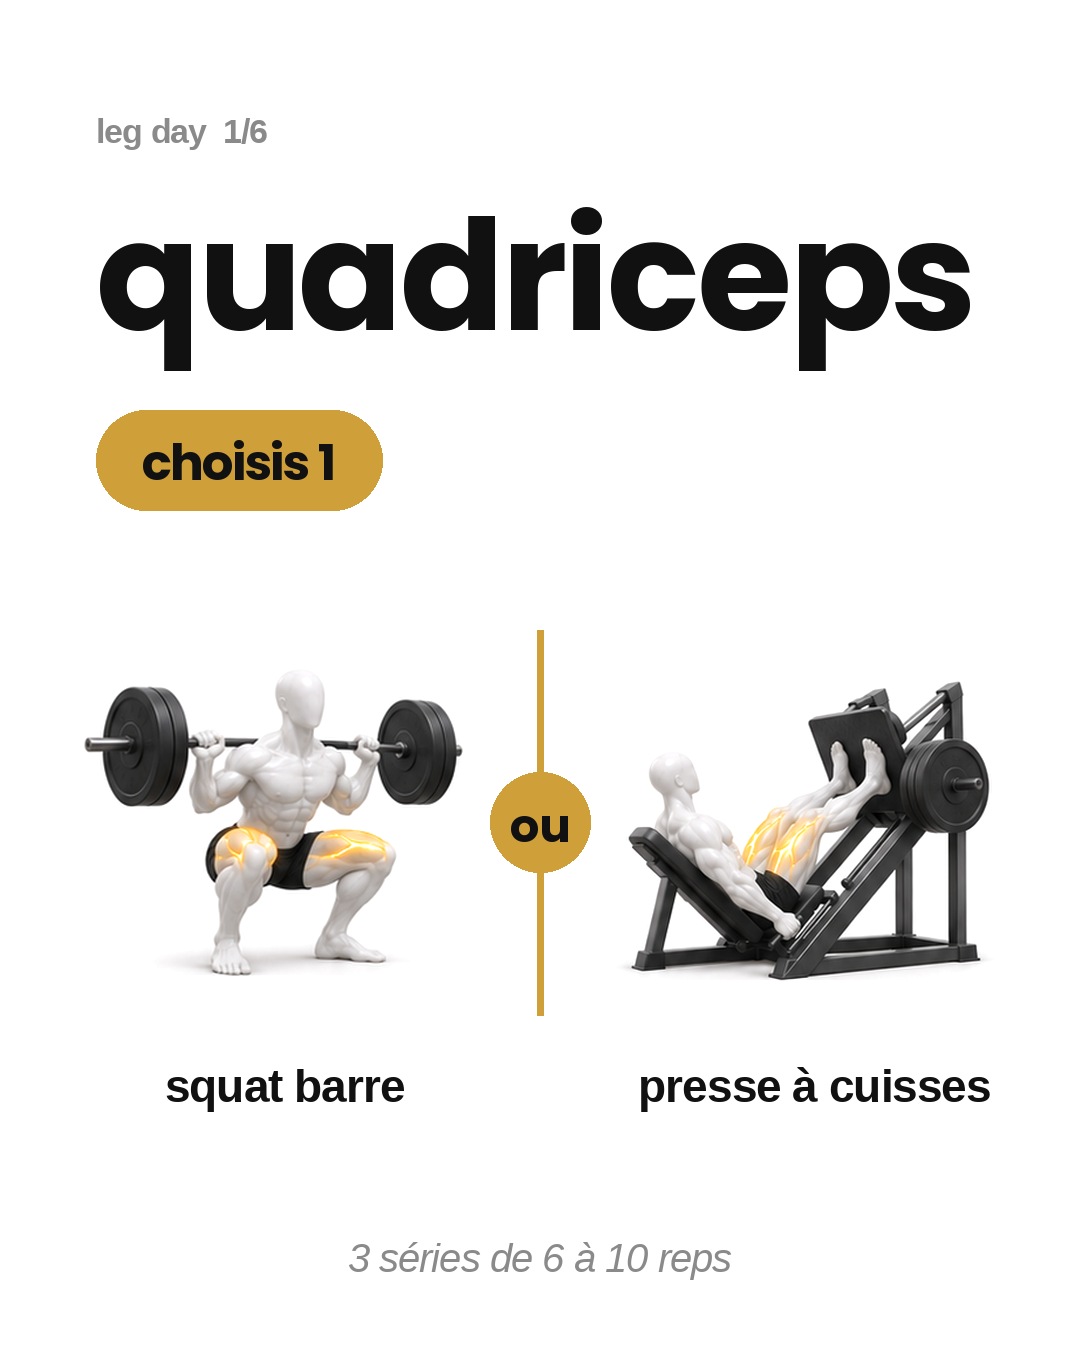 leg day 1/6
quadriceps
choisis 1
ou
squat barre
presse à cuisses
3 séries de 6 à 10 reps